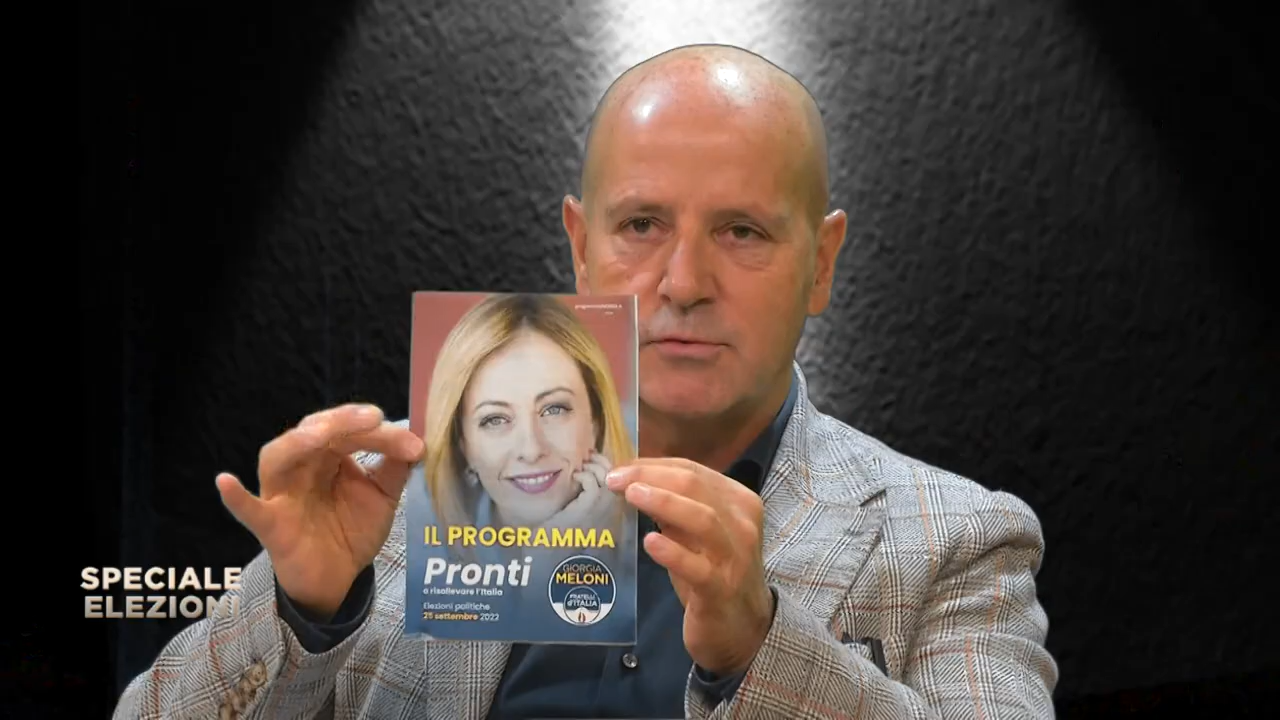 IL PROGRAMMA
Pronti
a risollevare l'Italia
Elezioni politiche
25 settembre 2022
GIORGIA
MELONI
FRATELLI
d'ITALIA
SPECIALE
ELEZIONI